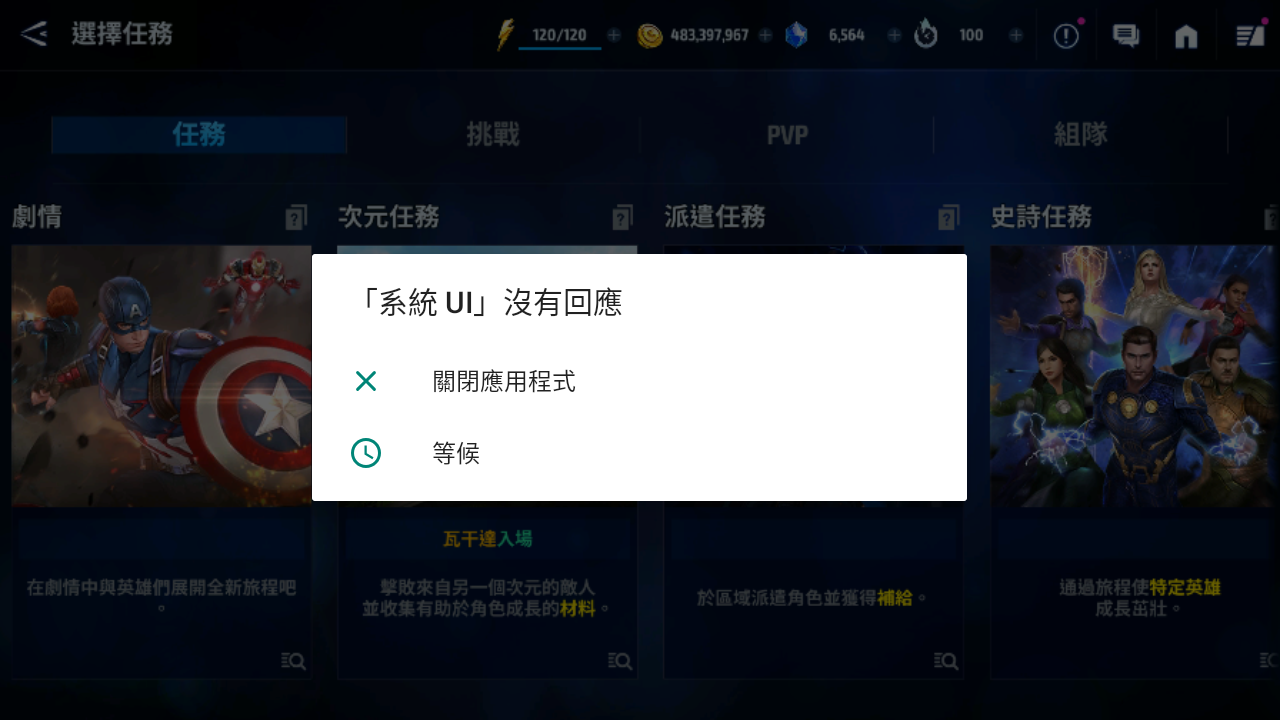 選擇任務
120/120
483,397,967
6,564
100
任務
挑戰
PVP
組隊
劇情
次元任務
派遣任務
史詩任務
「系統 UI」沒有回應
關閉應用程式
等候
瓦干達入場
在劇情中與英雄們展開全新旅程吧
。
擊敗來自另一個次元的敵人
並收集有助於角色成長的材料。
於區域派遣角色並獲得補給。
通過旅程使特定英雄
成長茁壯。